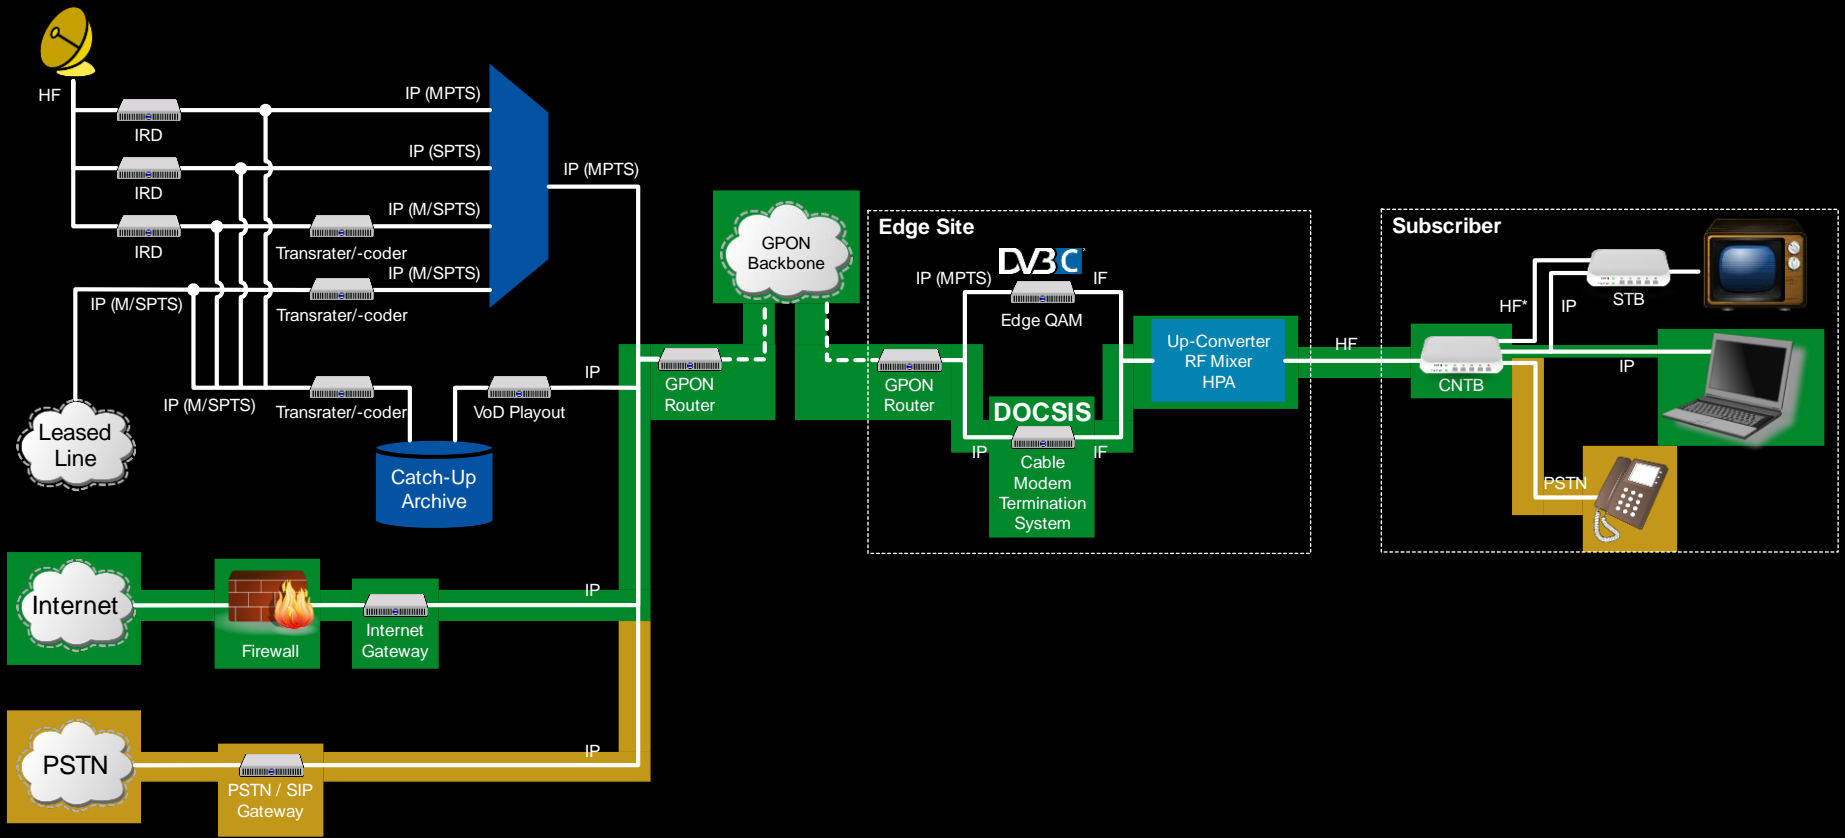 HF
IRD
IRD
IRD
IP (MPTS)
IP (SPTS)
IP (M/SPTS)
Transrater/-coder
IP (M/SPTS)
Transrater/-coder
IP (M/SPTS)
IP (M/SPTS)
Transrater/-coder
Leased
Line
Catch-Up
Archive
VoD Playout
IP
IP (MPTS)
Internet
Firewall
Internet
Gateway
IP
PSTN
PSTN / SIP
Gateway
IP
GPON
Router
GPON
Backbone
Edge Site
GPON
Router
IP (MPTS)
DVB C
IF
Edge QAM
DOCSIS
IP
IF
Cable
Modem
Termination
System
Up-Converter
RF Mixer
HPA
HF
Subscriber
CNTB
HF*
IP
STB
IP
PSTN